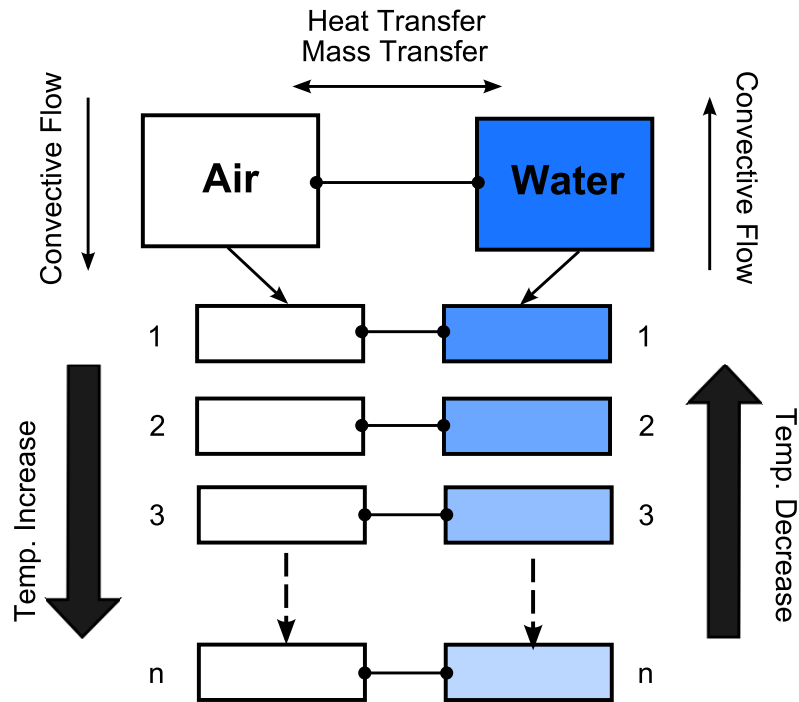 Heat Transfer
Mass Transfer
Convective Flow
Air
Water
Convective Flow
1
1
2
2
3
3
Temp. Increase
Temp. Decrease
n
n